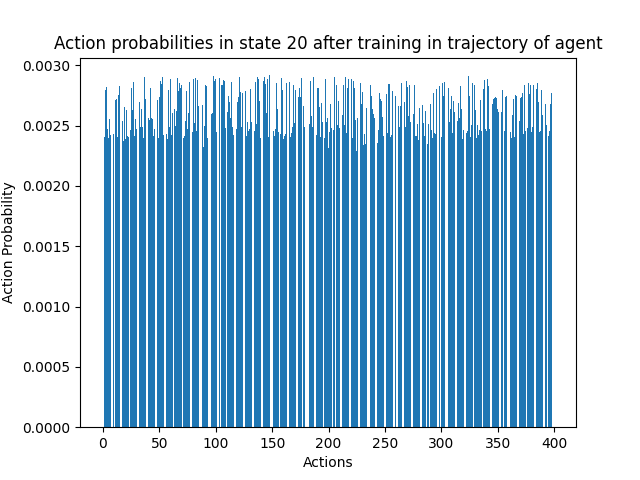 Action probabilities in state 20 after training in trajectory of agent
0.0030
0.0025
0.0020
0.0015
0.0010
0.0005
0.0000
Action Probability
0 50 100 150 200 250 300 350 400
Actions